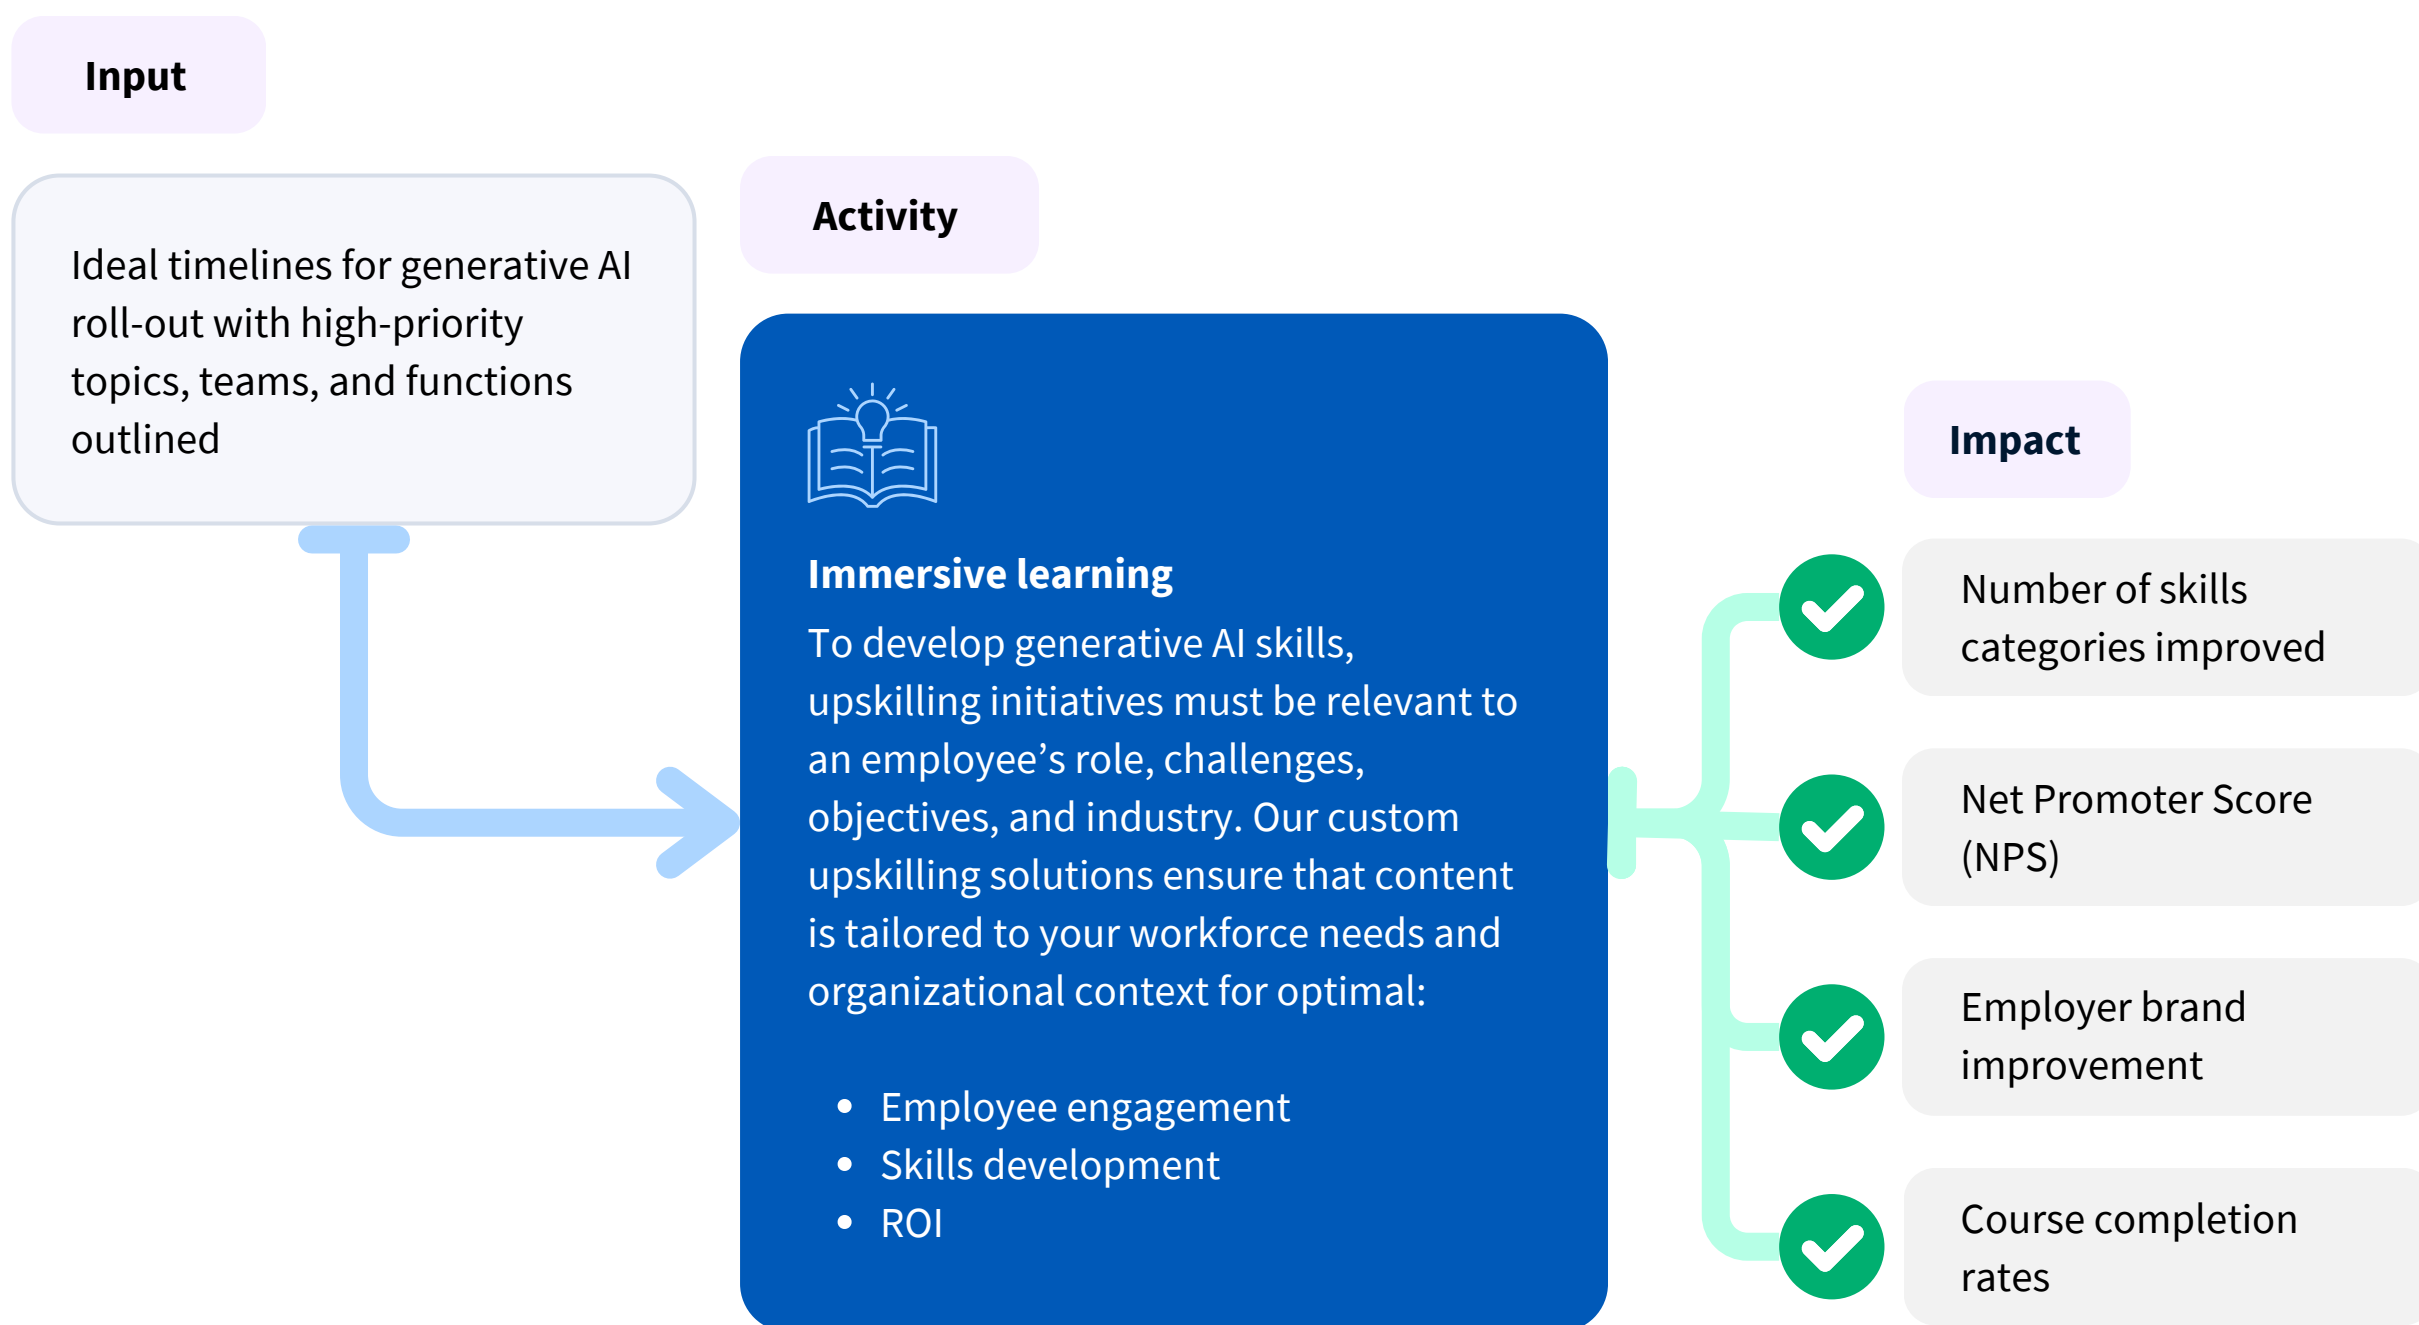 Input
Ideal timelines for generative AI
roll-out with high-priority
topics, teams, and functions
outlined
Activity
Immersive learning
To develop generative AI skills,
upskilling initiatives must be relevant to
an employee’s role, challenges,
objectives, and industry. Our custom
upskilling solutions ensure that content
is tailored to your workforce needs and
organizational context for optimal:
• Employee engagement
• Skills development
• ROI
Impact
Number of skills
categories improved
Net Promoter Score
(NPS)
Employer brand
improvement
Course completion
rates